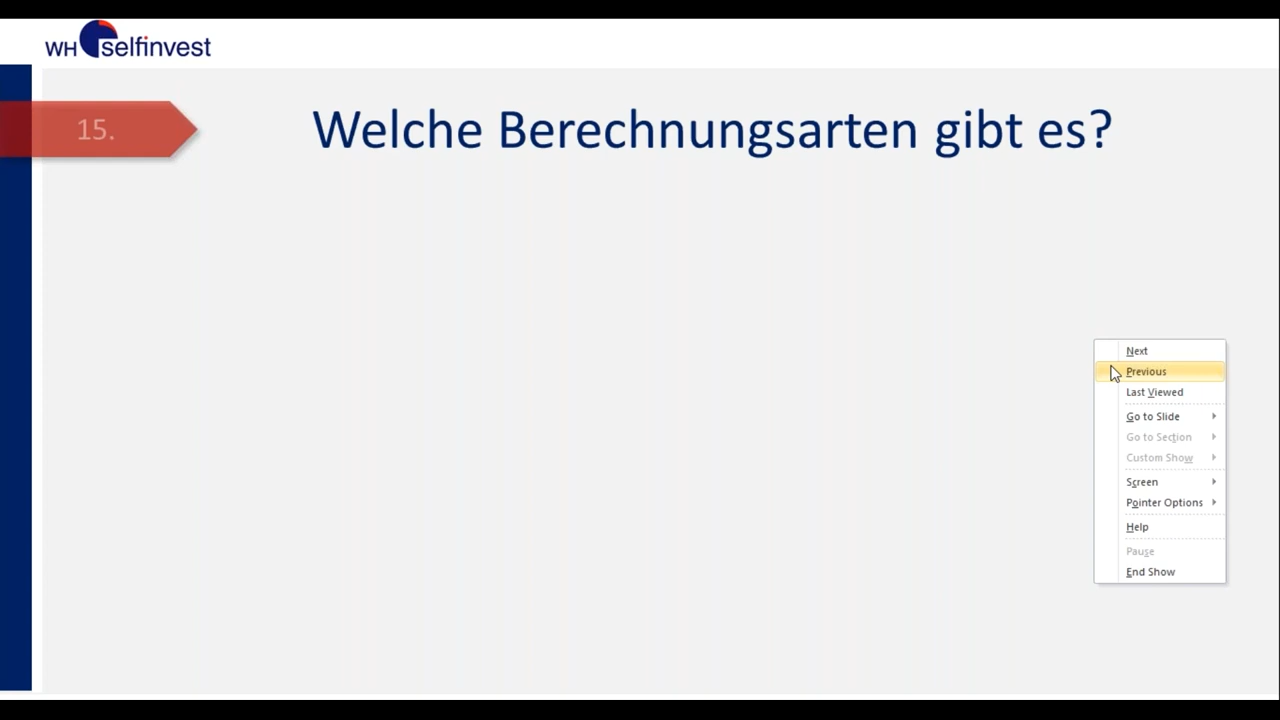 WH selfinvest
15.
Welche Berechnungsarten gibt es?
Next
Previous
Last Viewed
Go to Slide
Go to Section
Custom Show
Screen
Pointer Options
Help
Pause
End Show